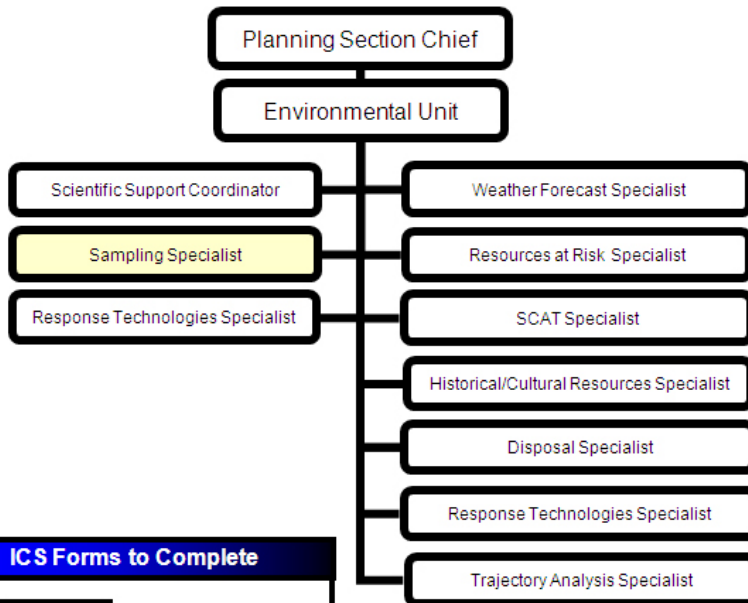 Planning Section Chief
Environmental Unit
Scientific Support Coordinator
Weather Forecast Specialist
Sampling Specialist
Resources at Risk Specialist
Response Technologies Specialist
SCAT Specialist
Historical/Cultural Resources Specialist
Disposal Specialist
Response Technologies Specialist
ICS Forms to Complete
Trajectory Analysis Specialist